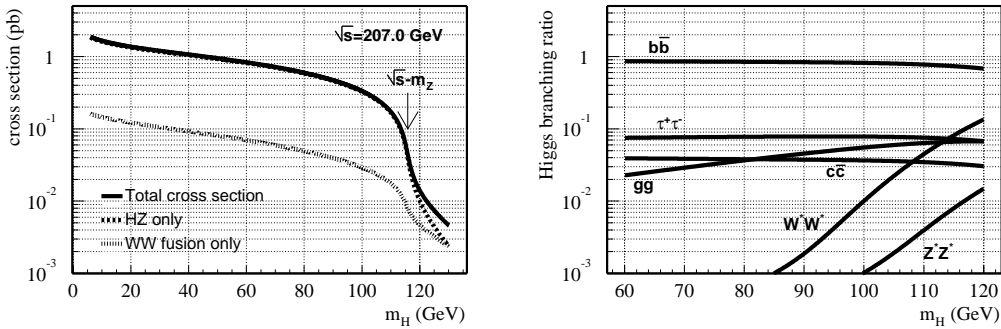 cross section (pb)
1
10⁻¹
10⁻²
10⁻³
√s=207.0 GeV
√s-m_Z
Total cross section
HZ only
WW fusion only
0 20 40 60 80 100 120
m_H (GeV)
Higgs branching ratio
1
10⁻¹
10⁻²
10⁻³
bb̄
τ⁺τ⁻
cc̄
gg
W*W*
Z*Z*
60 70 80 90 100 110 120
m_H (GeV)